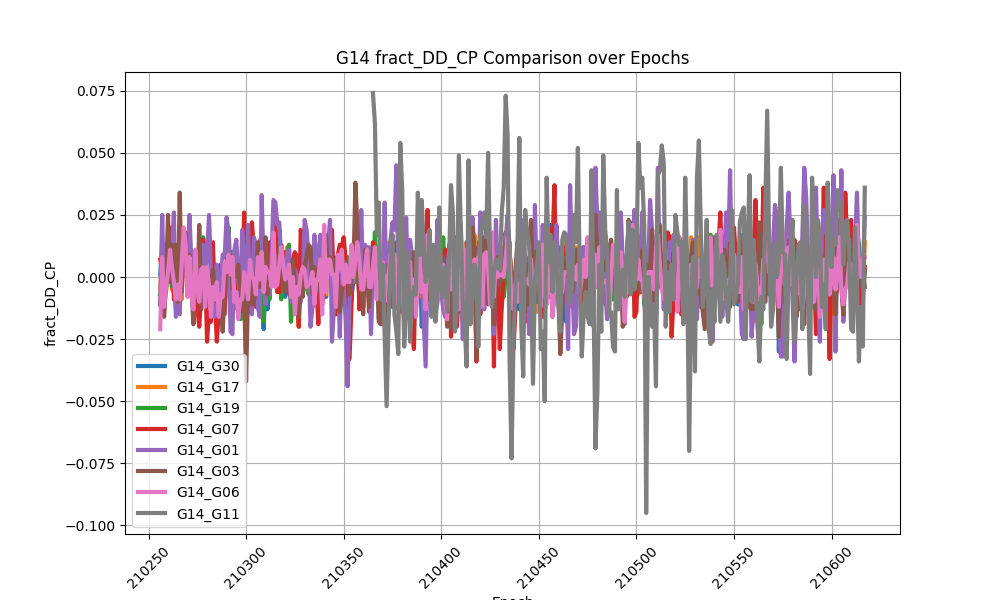 G14 fract_DD_CP Comparison over Epochs
0.075
0.050
0.025
0.000
−0.025
−0.050
−0.075
−0.100
fract_DD_CP
G14_G30
G14_G17
G14_G19
G14_G07
G14_G01
G14_G03
G14_G06
G14_G11
210250
210300
210350
210400
210450
210500
210550
210600
Epoch